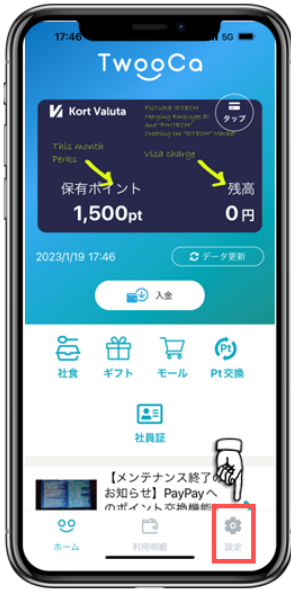 17:46
5G
TwooCa
Kort Valuta
FUTURE IDTECH
Merging Employee ID
and "FINTECH"
Creating the "IDTECH" Market
タップ
This month
Perks
Visa charge
保有ポイント
残高
1,500pt
0円
2023/1/19 17:46
データ更新
入金
社食
ギフト
モール
Pt
Pt交換
社員証
【メンテナンス終了の
お知らせ】PayPayへ
のポイント交換機能
ホーム
利用明細
設定